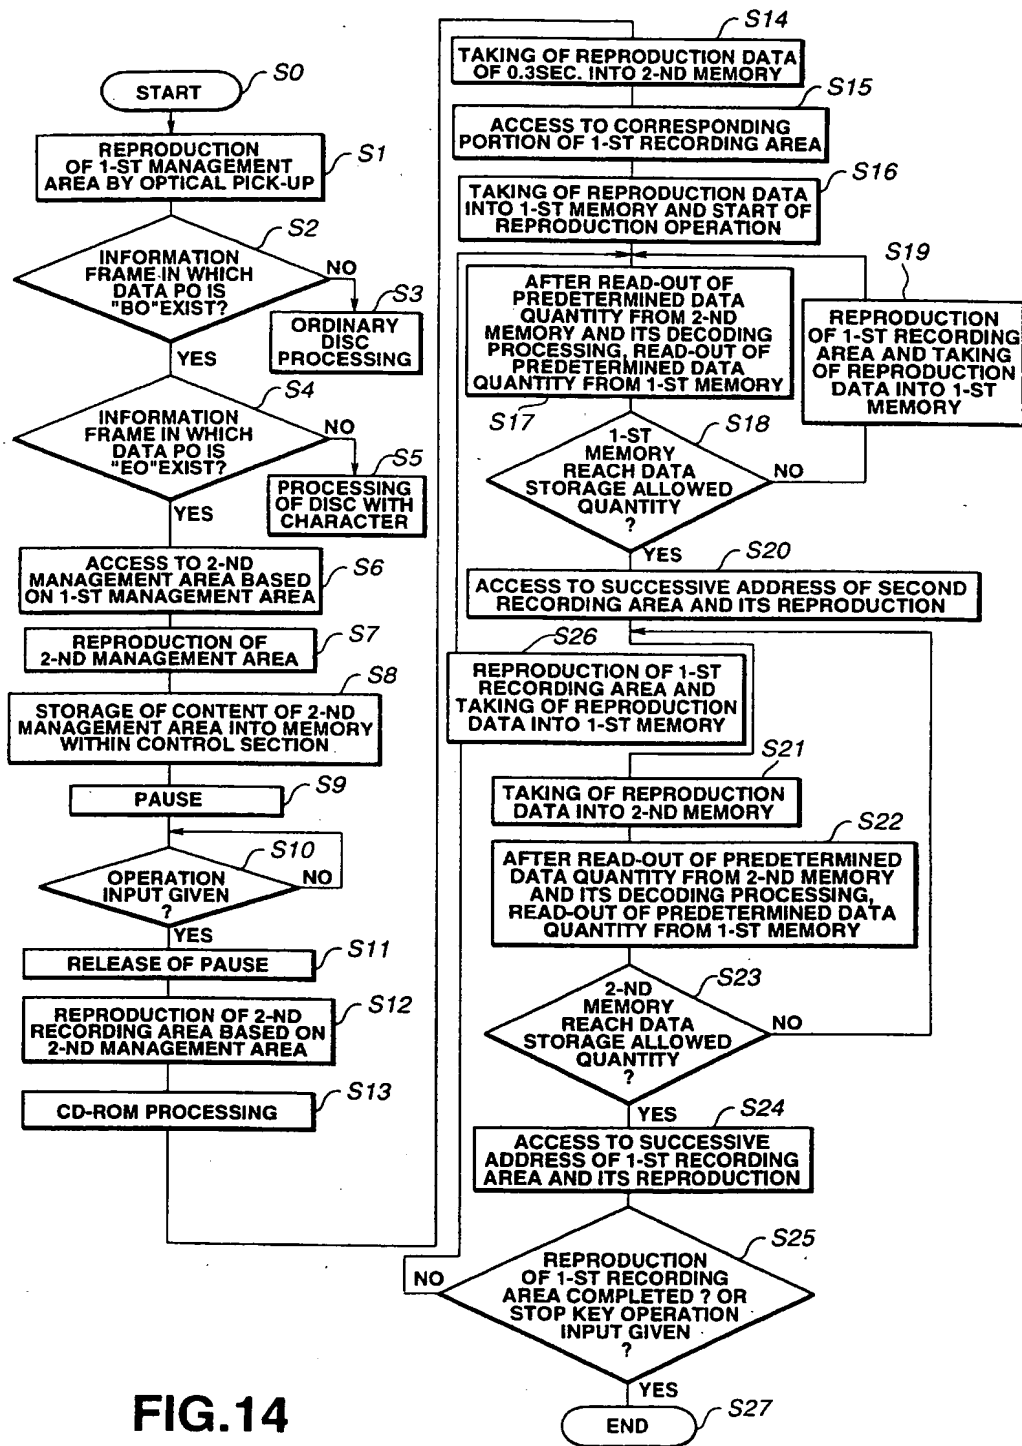 S0
START
REPRODUCTION
OF 1-ST MANAGEMENT
AREA BY OPTICAL PICK-UP
S1
S2
INFORMATION
FRAME IN WHICH
DATA PO IS
"BO"EXIST?
NO
YES
S3
ORDINARY
DISC
PROCESSING
S4
INFORMATION
FRAME IN WHICH
DATA PO IS
"EO"EXIST?
NO
YES
S5
PROCESSING
OF DISC WITH
CHARACTER
ACCESS TO 2-ND
MANAGEMENT AREA BASED
ON 1-ST MANAGEMENT AREA
S6
REPRODUCTION OF
2-ND MANAGEMENT AREA
S7
S8
STORAGE OF CONTENT OF 2-ND
MANAGEMENT AREA INTO MEMORY
WITHIN CONTROL SECTION
PAUSE
S9
S10
OPERATION
INPUT GIVEN
?
NO
YES
RELEASE OF PAUSE
S11
REPRODUCTION OF 2-ND
RECORDING AREA BASED ON
2-ND MANAGEMENT AREA
S12
CD-ROM PROCESSING
S13
S14
TAKING OF REPRODUCTION DATA
OF 0.3SEC. INTO 2-ND MEMORY
S15
ACCESS TO CORRESPONDING
PORTION OF 1-ST RECORDING AREA
S16
TAKING OF REPRODUCTION DATA
INTO 1-ST MEMORY AND START OF
REPRODUCTION OPERATION
AFTER READ-OUT OF
PREDETERMINED DATA
QUANTITY FROM 2-ND
MEMORY AND ITS DECODING
PROCESSING, READ-OUT OF
PREDETERMINED DATA
QUANTITY FROM 1-ST MEMORY
S17
S18
1-ST
MEMORY
REACH DATA
STORAGE ALLOWED
QUANTITY
?
NO
YES
S19
REPRODUCTION
OF 1-ST RECORDING
AREA AND TAKING
OF REPRODUCTION
DATA INTO 1-ST
MEMORY
S20
ACCESS TO SUCCESSIVE ADDRESS OF SECOND
RECORDING AREA AND ITS REPRODUCTION
S26
REPRODUCTION OF 1-ST
RECORDING AREA AND
TAKING OF REPRODUCTION
DATA INTO 1-ST MEMORY
S21
TAKING OF REPRODUCTION
DATA INTO 2-ND MEMORY
S22
AFTER READ-OUT OF PREDETERMINED
DATA QUANTITY FROM 2-ND MEMORY
AND ITS DECODING PROCESSING,
READ-OUT OF PREDETERMINED DATA
QUANTITY FROM 1-ST MEMORY
S23
2-ND
MEMORY
REACH DATA
STORAGE ALLOWED
QUANTITY
?
NO
YES
S24
ACCESS TO SUCCESSIVE
ADDRESS OF 1-ST RECORDING
AREA AND ITS REPRODUCTION
S25
REPRODUCTION
OF 1-ST RECORDING
AREA COMPLETED ? OR
STOP KEY OPERATION
INPUT GIVEN
?
NO
YES
END
S27
FIG.14